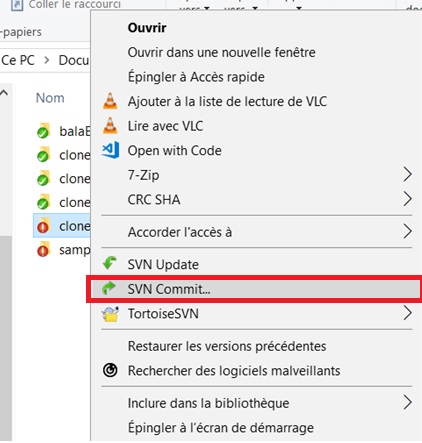 Coller le raccourci
-papiers
Ce PC > Docu
Nom
balaE
clone
clone
clone
clone
samp
Ouvrir
Ouvrir dans une nouvelle fenêtre
Épingler à Accès rapide
Ajouter à la liste de lecture de VLC
Lire avec VLC
Open with Code
7-Zip
CRC SHA
Accorder l'accès à
SVN Update
SVN Commit...
TortoiseSVN
Restaurer les versions précédentes
Rechercher des logiciels malveillants
Inclure dans la bibliothèque
Épingler à l'écran de démarrage